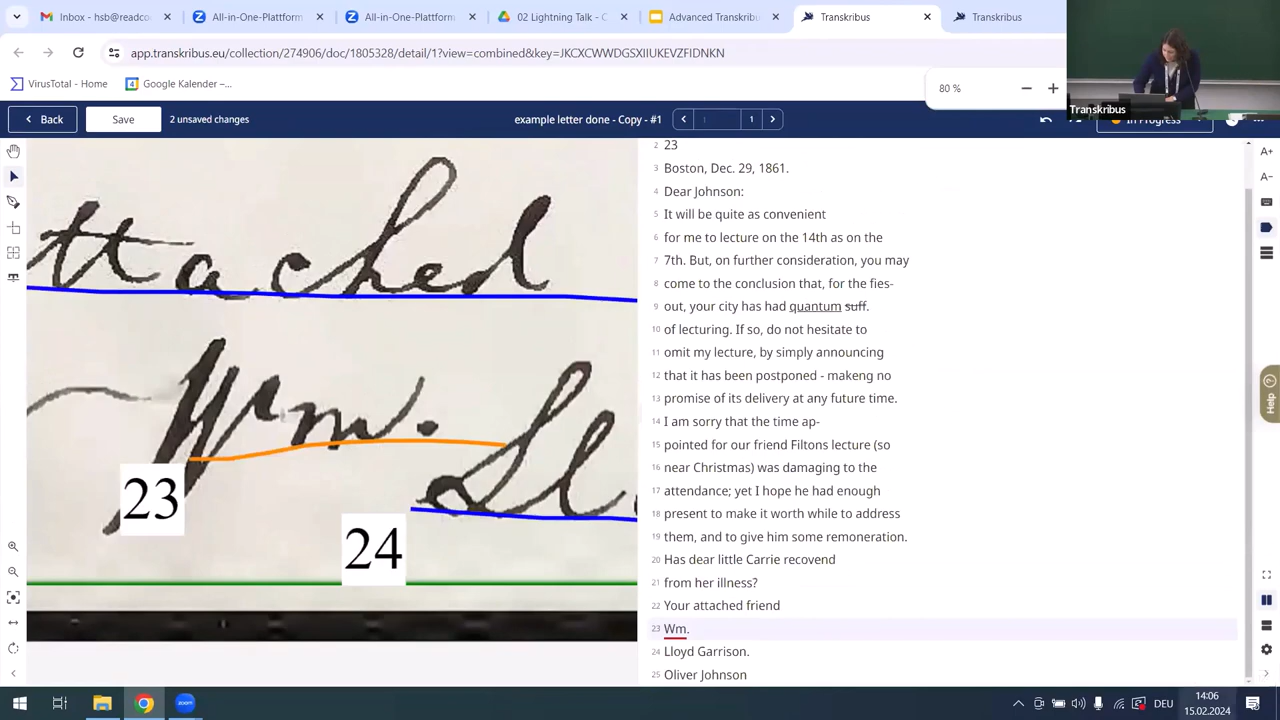 Inbox - hsb@readcoo
All-in-One-Plattform
All-in-One-Plattform
02 Lightning Talk - C
Advanced Transkribus
Transkribus
Transkribus
app.transkribus.eu/collection/274906/doc/1805328/detail/1?view=combined&key=JKCXCWWDGSXIIUKEVZFIDNKN
VirusTotal - Home
Google Kalender –...
80 %
Transkribus
Back
Save
2 unsaved changes
example letter done - Copy - #1
1
In Progress
ttached
Wm.
23
24
2 23
3 Boston, Dec. 29, 1861.
4 Dear Johnson:
5 It will be quite as convenient
6 for me to lecture on the 14th as on the
7 7th. But, on further consideration, you may
8 come to the conclusion that, for the fies-
9 out, your city has had quantum suff.
10 of lecturing. If so, do not hesitate to
11 omit my lecture, by simply announcing
12 that it has been postponed - makeng no
13 promise of its delivery at any future time.
14 I am sorry that the time ap-
15 pointed for our friend Filtons lecture (so
16 near Christmas) was damaging to the
17 attendance; yet I hope he had enough
18 present to make it worth while to address
19 them, and to give him some remoneration.
20 Has dear little Carrie recovend
21 from her illness?
22 Your attached friend
23 Wm.
24 Lloyd Garrison.
25 Oliver Johnson
A+
A−
Help
DEU
14:06
15.02.2024